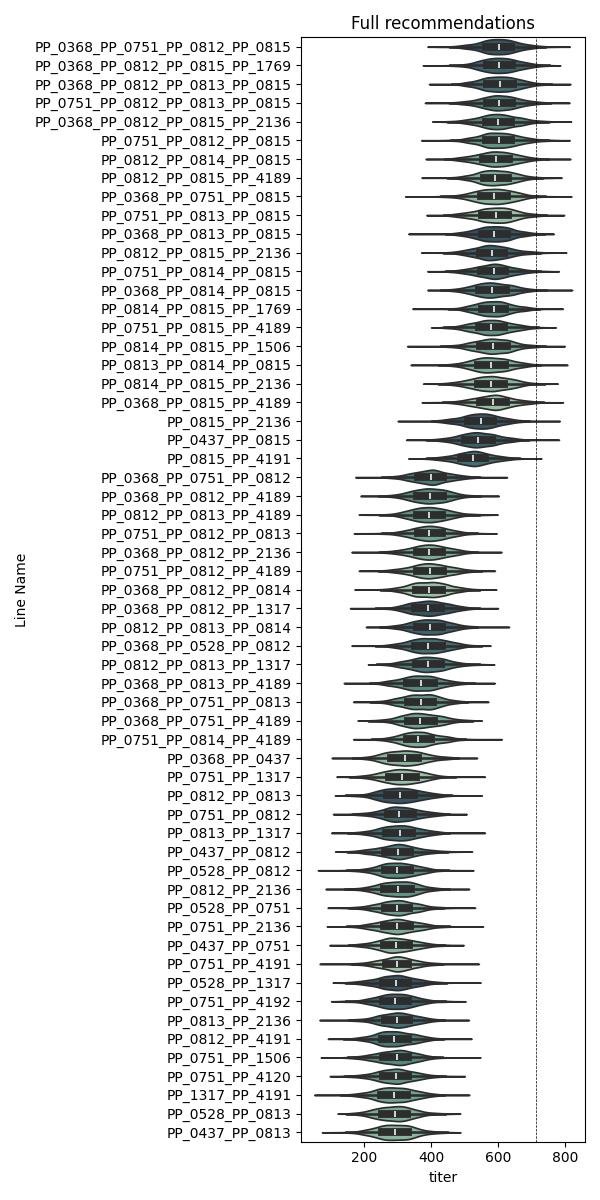 Full recommendations
PP_0368_PP_0751_PP_0812_PP_0815
PP_0368_PP_0812_PP_0815_PP_1769
PP_0368_PP_0812_PP_0813_PP_0815
PP_0751_PP_0812_PP_0813_PP_0815
PP_0368_PP_0812_PP_0815_PP_2136
PP_0751_PP_0812_PP_0815
PP_0812_PP_0814_PP_0815
PP_0812_PP_0815_PP_4189
PP_0368_PP_0751_PP_0815
PP_0751_PP_0813_PP_0815
PP_0368_PP_0813_PP_0815
PP_0812_PP_0815_PP_2136
PP_0751_PP_0814_PP_0815
PP_0368_PP_0814_PP_0815
PP_0814_PP_0815_PP_1769
PP_0751_PP_0815_PP_4189
PP_0814_PP_0815_PP_1506
PP_0813_PP_0814_PP_0815
PP_0814_PP_0815_PP_2136
PP_0368_PP_0815_PP_4189
PP_0815_PP_2136
PP_0437_PP_0815
PP_0815_PP_4191
PP_0368_PP_0751_PP_0812
PP_0368_PP_0812_PP_4189
PP_0812_PP_0813_PP_4189
PP_0751_PP_0812_PP_0813
PP_0368_PP_0812_PP_2136
PP_0751_PP_0812_PP_4189
PP_0368_PP_0812_PP_0814
PP_0368_PP_0812_PP_1317
PP_0812_PP_0813_PP_0814
PP_0368_PP_0528_PP_0812
PP_0812_PP_0813_PP_1317
PP_0368_PP_0813_PP_4189
PP_0368_PP_0751_PP_0813
PP_0368_PP_0751_PP_4189
PP_0751_PP_0814_PP_4189
PP_0368_PP_0437
PP_0751_PP_1317
PP_0812_PP_0813
PP_0751_PP_0812
PP_0813_PP_1317
PP_0437_PP_0812
PP_0528_PP_0812
PP_0812_PP_2136
PP_0528_PP_0751
PP_0751_PP_2136
PP_0437_PP_0751
PP_0751_PP_4191
PP_0528_PP_1317
PP_0751_PP_4192
PP_0813_PP_2136
PP_0812_PP_4191
PP_0751_PP_1506
PP_0751_PP_4120
PP_1317_PP_4191
PP_0528_PP_0813
PP_0437_PP_0813
Line Name
200 400 600 800
titer